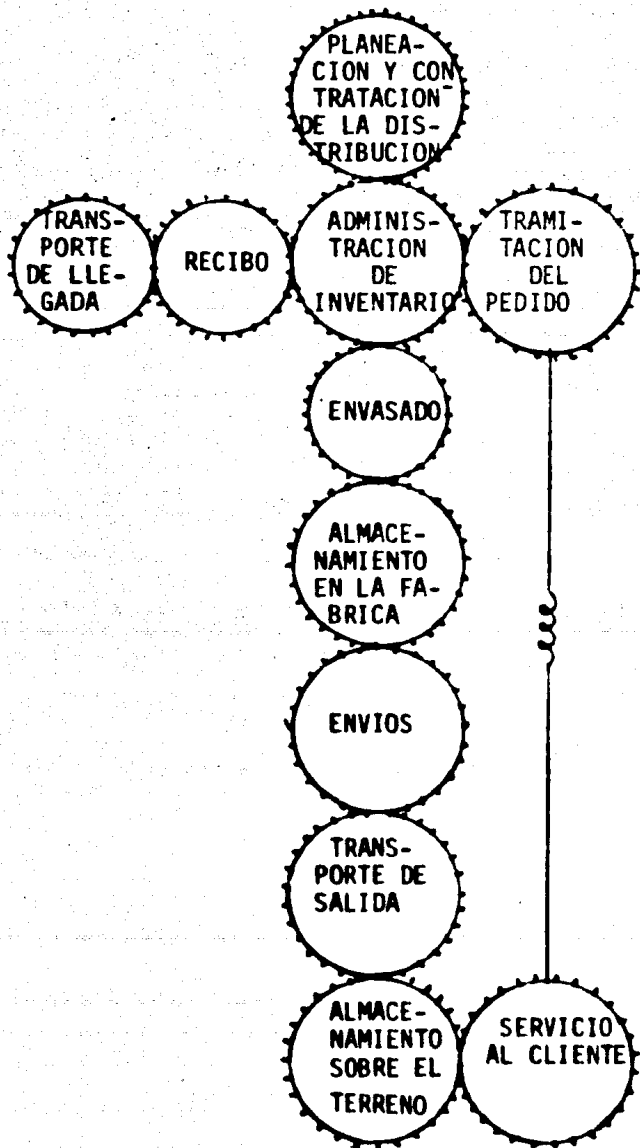 PLANEA-
CION Y CON
TRATACION
DE LA DIS-
TRIBUCION
TRANS-
PORTE
DE LLE-
GADA
RECIBO
ADMINIS-
TRACION
DE
INVENTARIO
TRAMI-
TACION
DEL
PEDIDO
ENVASADO
ALMACE-
NAMIENTO
EN LA FA-
BRICA
ENVIOS
TRANS-
PORTE DE
SALIDA
ALMACE-
NAMIENTO
SOBRE EL
TERRENO
SERVICIO
AL CLIENTE